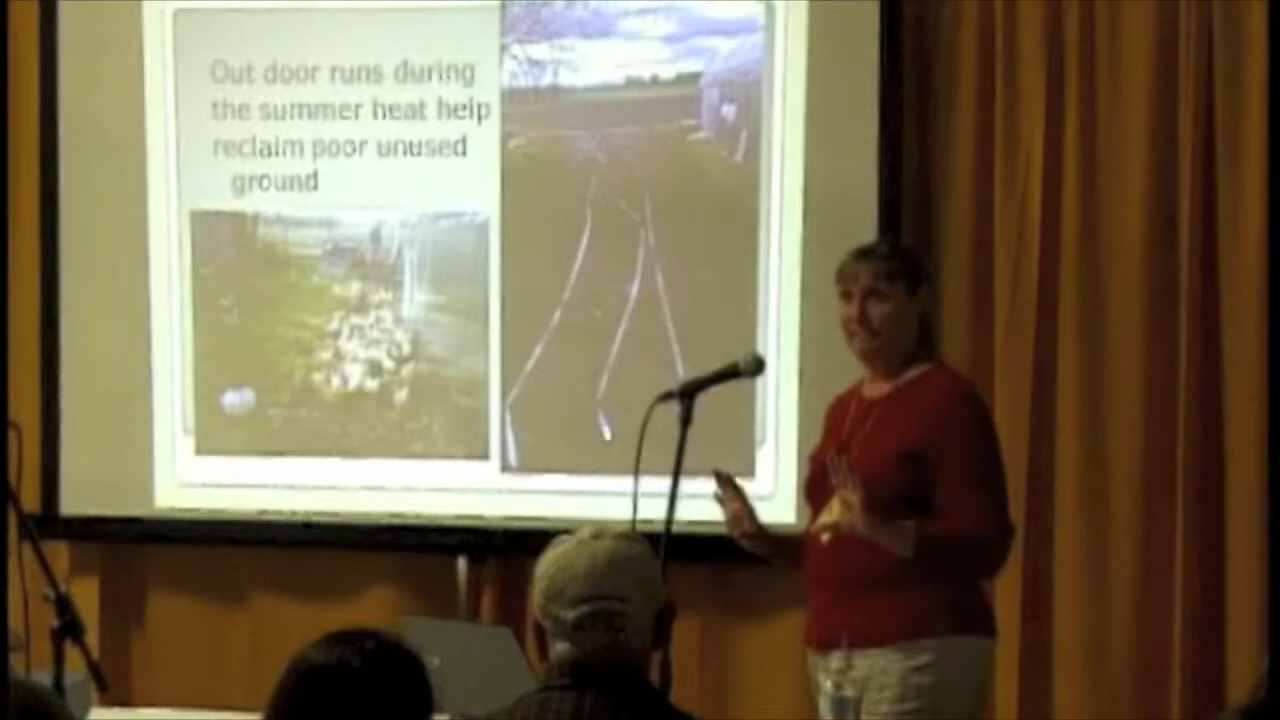 Out door runs during
the summer heat help
reclaim poor unused
ground